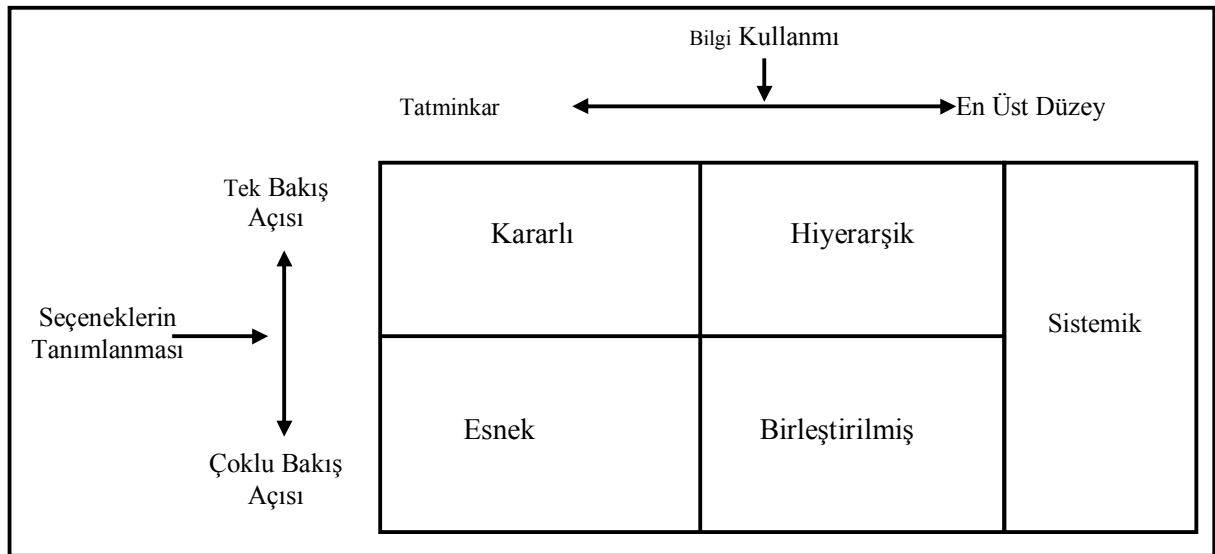 Bilgi Kullanmı
Tatminkar
En Üst Düzey
Tek Bakış
Açısı
Kararlı
Hiyerarşik
Seçeneklerin
Tanımlanması
Sistemik
Esnek
Birleştirilmiş
Çoklu Bakış
Açısı